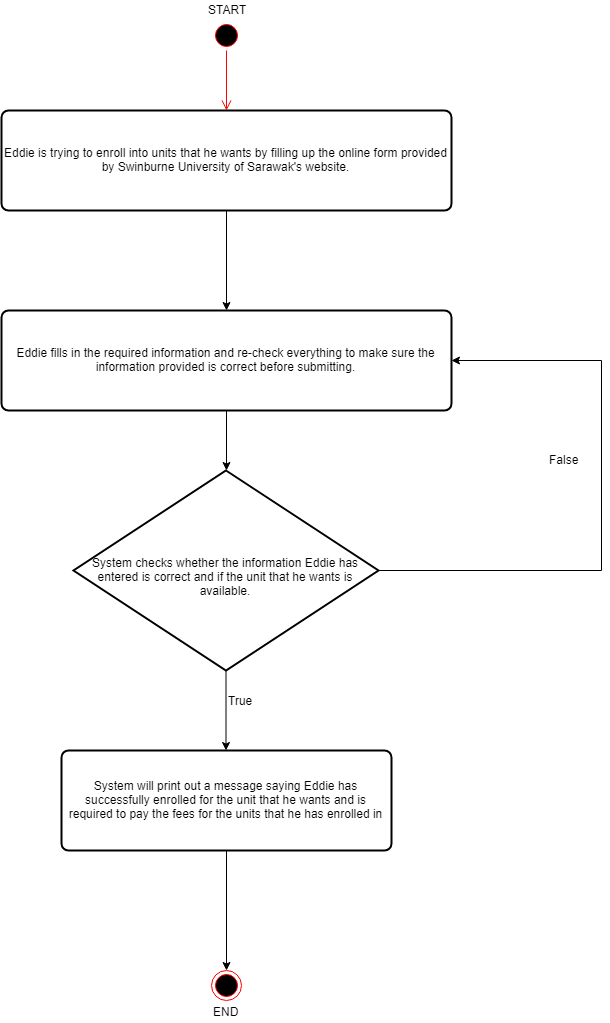 START
Eddie is trying to enroll into units that he wants by filling up the online form provided
by Swinburne University of Sarawak's website.
Eddie fills in the required information and re-check everything to make sure the
information provided is correct before submitting.
False
System checks whether the information Eddie has
entered is correct and if the unit that he wants is
available.
True
System will print out a message saying Eddie has
successfully enrolled for the unit that he wants and is
required to pay the fees for the units that he has enrolled in
END